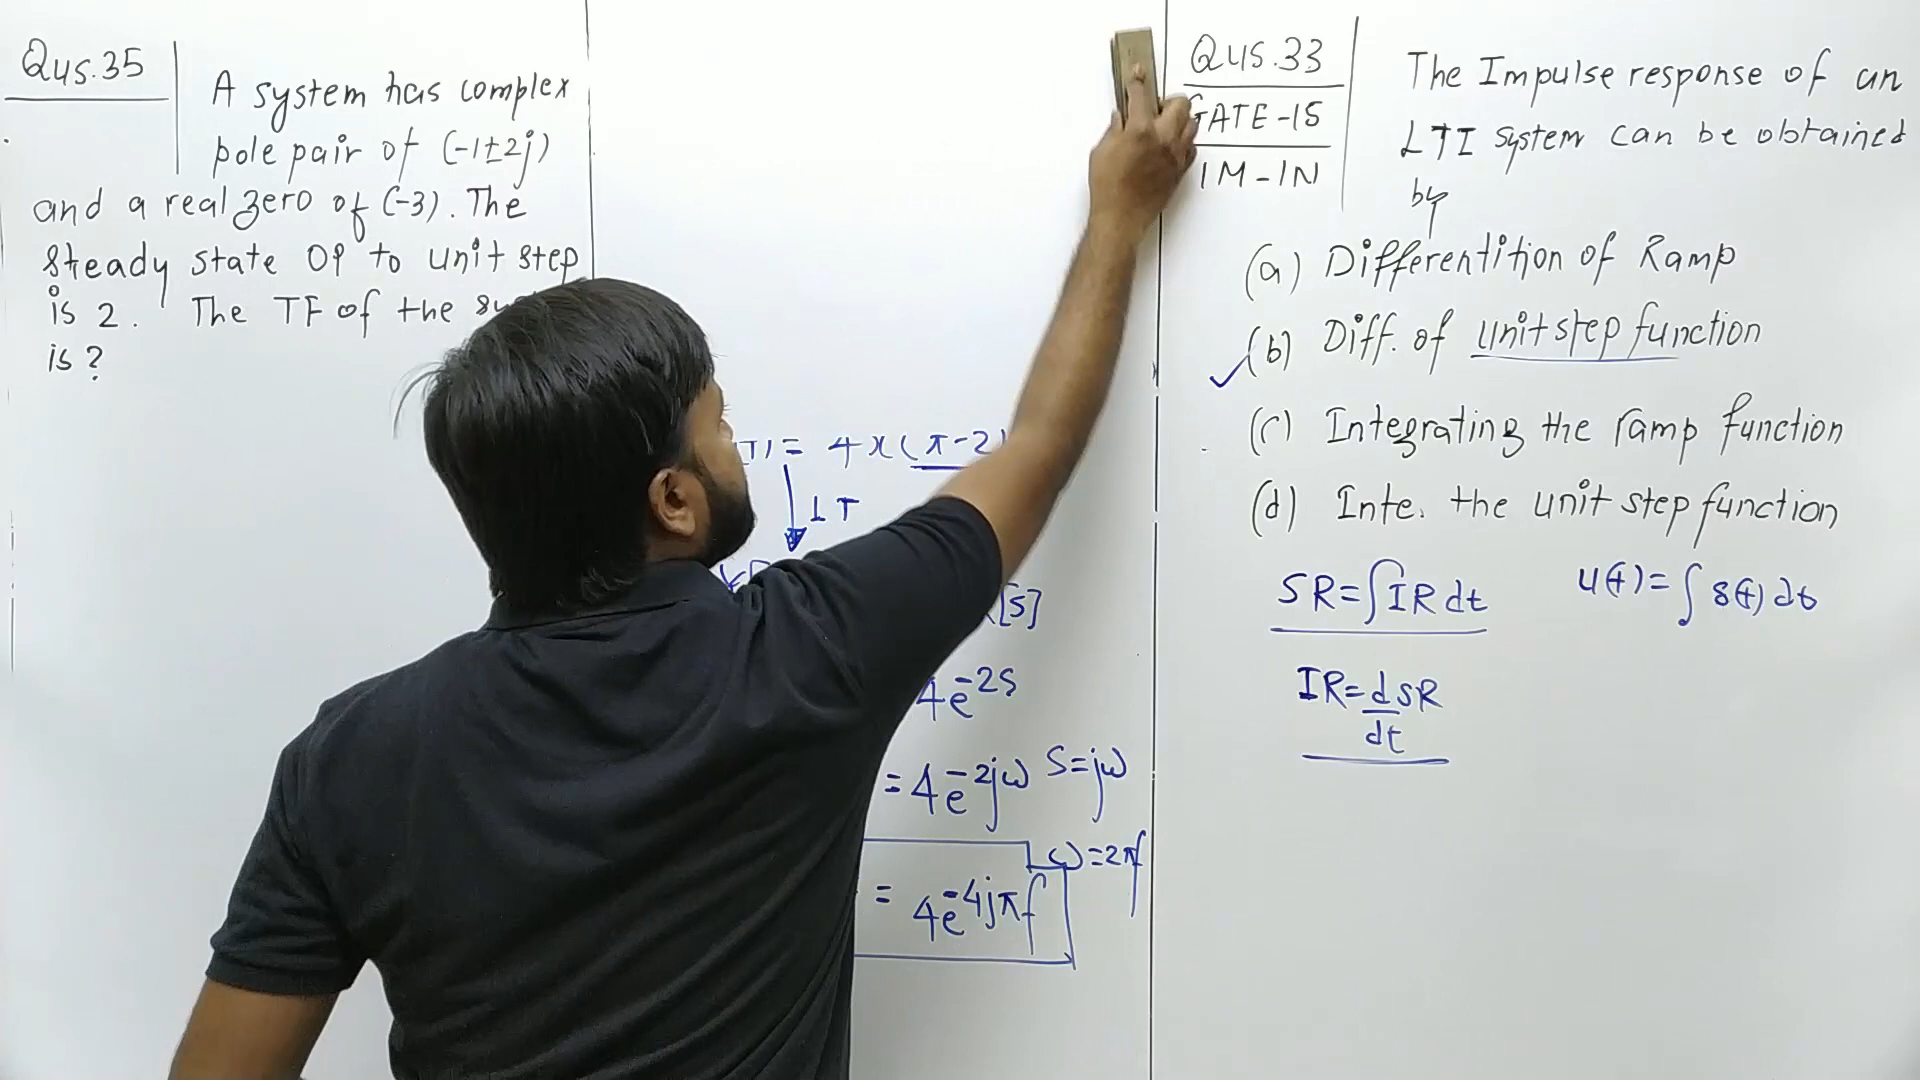 Qus.35
A system has complex
pole pair of (-1±2j)
and a real zero of (-3). The
steady state OP to unit step
is 2. The TF of the
is?
= 4x(π-2)
LT
[s]
4e^-2s
= 4e^-2jω s=jω
ω=2πf
= 4e^-4jπf
Qus.33
GATE-15
1M-IN
The Impulse response of an
LTI system can be obtained
by
(a) Differentition of Ramp
(b) Diff. of unit step function
(c) Integrating the ramp function
(d) Inte. the unit step function
SR=∫IR dt
u(t)=∫δ(t)dt
IR=d SR
dt